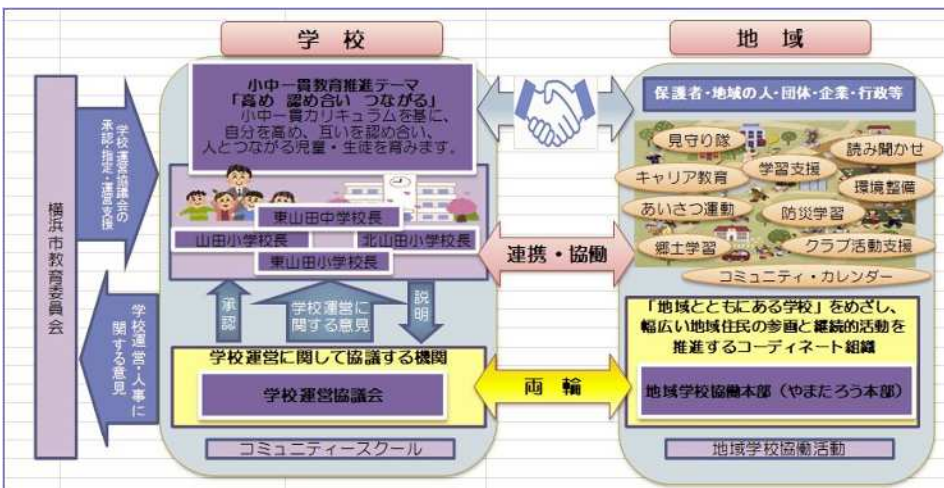 学校
地域
横浜市教育委員会
学校運営協議会の
承認・指定・運営支援
学校運営・人事に
関する意見
小中一貫教育推進テーマ
「高め 認め合い つながる」
小中一貫カリキュラムを基に、
自分を高め、互いを認め合い、
人とつながる児童・生徒を育みます。
東山田中学校長
山田小学校長
北山田小学校長
東山田小学校長
承認
学校運営に
関する意見
説明
学校運営に関して協議する機関
学校運営協議会
コミュニティースクール
連携・協働
両輪
保護者・地域の人・団体・企業・行政等
見守り隊
読み聞かせ
学習支援
キャリア教育
環境整備
あいさつ運動
防災学習
郷土学習
クラブ活動支援
コミュニティ・カレンダー
「地域とともにある学校」をめざし、
幅広い地域住民の参画と継続的活動を
推進するコーディネート組織
地域学校協働本部(やまたろう本部)
地域学校協働活動